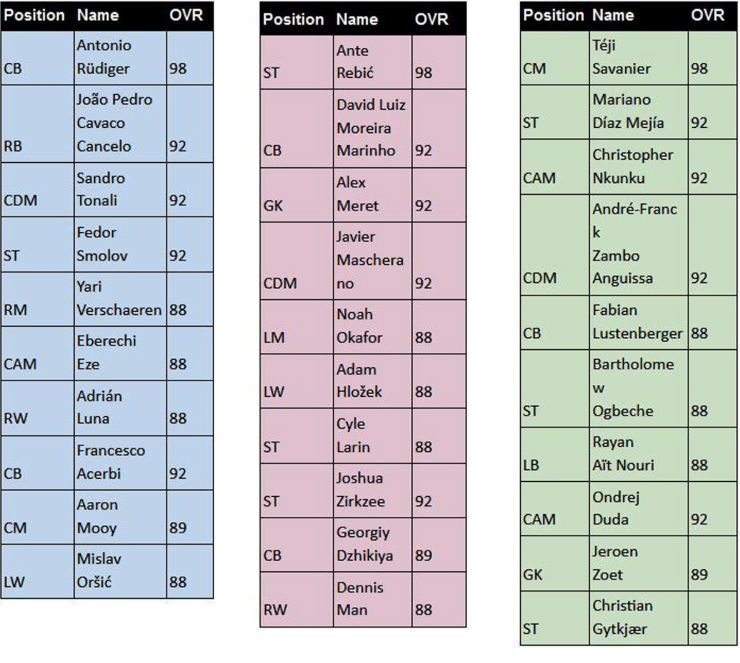 Position Name OVR
Antonio
CB Rüdiger 98
João Pedro
Cavaco
RB Cancelo 92
Sandro
CDM Tonali 92
Fedor
ST Smolov 92
Yari
RM Verschaeren 88
Eberechi
CAM Eze 88
Adrián
RW Luna 88
Francesco
CB Acerbi 92
Aaron
CM Mooy 89
Mislav
LW Oršić 88
Position Name OVR
Ante
ST Rebić 98
David Luiz
Moreira
CB Marinho 92
Alex
GK Meret 92
Javier
Maschera
CDM no 92
Noah
LM Okafor 88
Adam
LW Hložek 88
Cyle
ST Larin 88
Joshua
ST Zirkzee 92
Georgiy
CB Dzhikiya 89
Dennis
RW Man 88
Position Name OVR
Téji
CM Savanier 98
Mariano
ST Díaz Mejía 92
Christopher
CAM Nkunku 92
André-Franc
k
Zambo
CDM Anguissa 92
Fabian
CB Lustenberger 88
Bartholome
w
ST Ogbeche 88
Rayan
LB Aït Nouri 88
Ondrej
CAM Duda 92
Jeroen
GK Zoet 89
Christian
ST Gytkjær 88